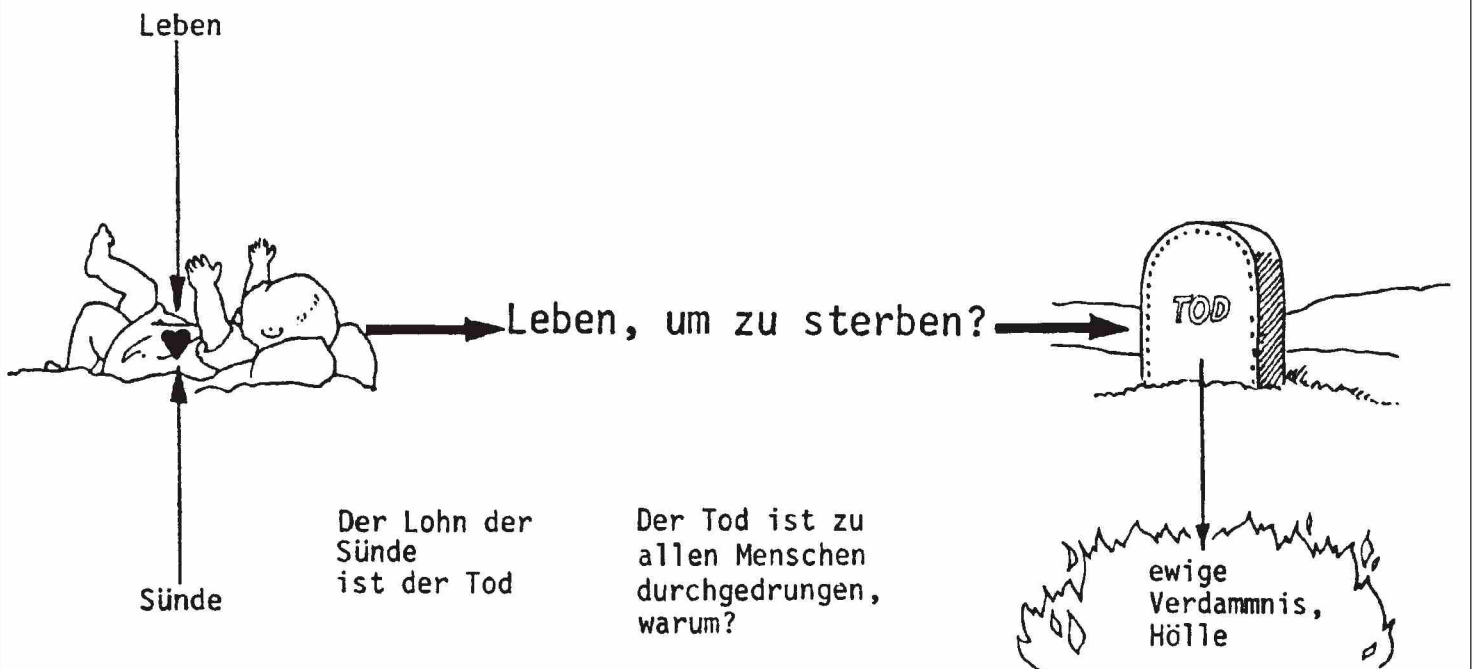 Leben
Leben, um zu sterben?
TOD
Der Lohn der
Sünde
ist der Tod
Der Tod ist zu
allen Menschen
durchgedrungen,
warum?
Sünde
ewige
Verdammnis,
Hölle